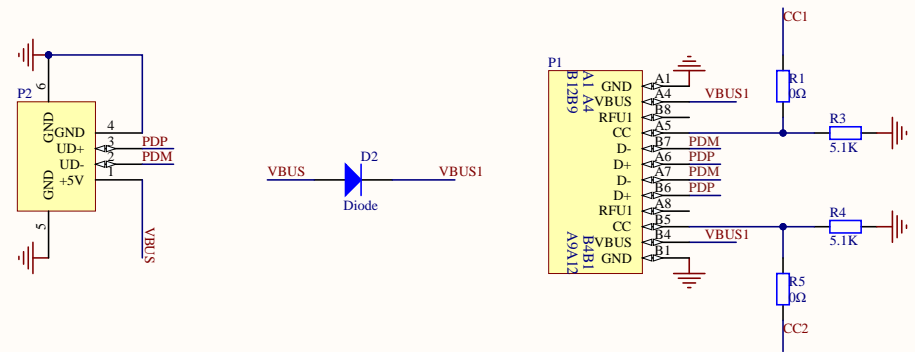 CC1
P1
P2
6
GND
GND 4
UD+ 3 PDP
UD- 2 PDM
+5V 1
GND
5
VBUS
VBUS
D2
VBUS1
Diode
A1 A4
B12B9
GND A1
VBUS A4 VBUS1
RFU1 B8
CC A5
D- B7 PDM
D+ A6 PDP
D- A7 PDM
D+ B6 PDP
RFU1 A8
CC B5
VBUS B4 VBUS1
GND B1
B4B1
A9A12
R1
0Ω
R3
5.1K
R4
5.1K
R5
0Ω
CC2